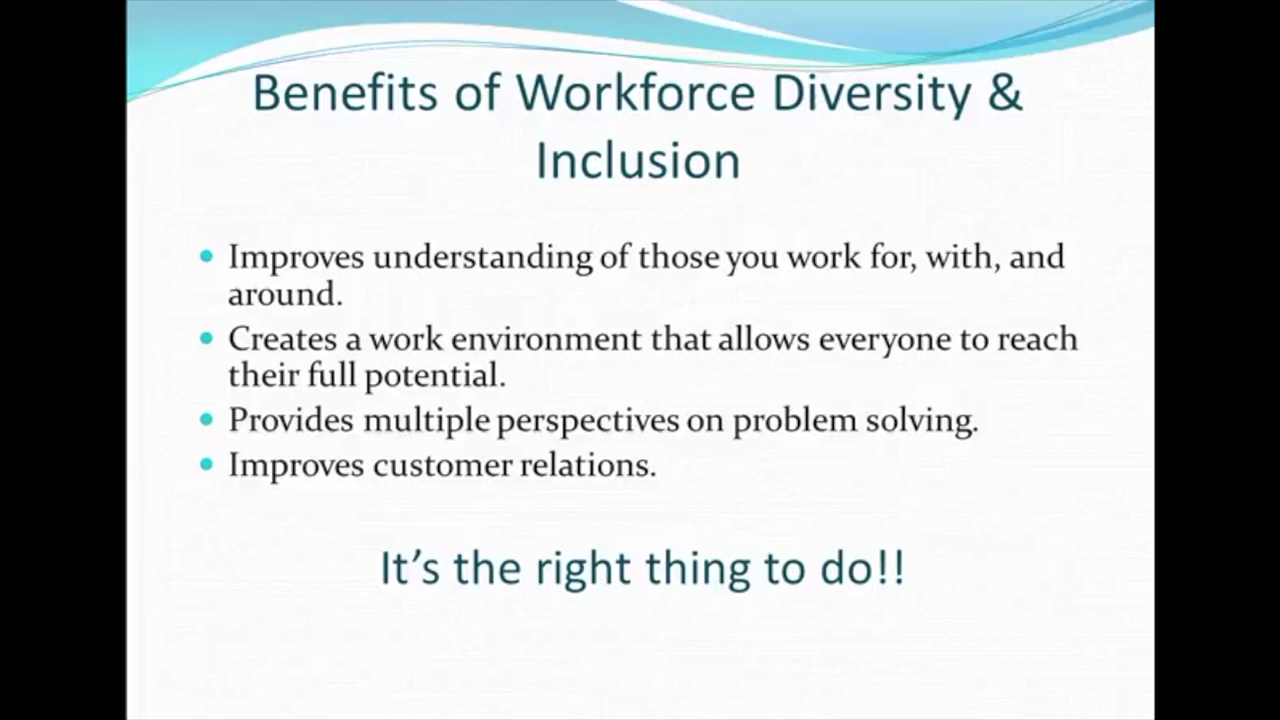 Benefits of Workforce Diversity &
Inclusion
• Improves understanding of those you work for, with, and
around.
• Creates a work environment that allows everyone to reach
their full potential.
• Provides multiple perspectives on problem solving.
• Improves customer relations.
It’s the right thing to do!!